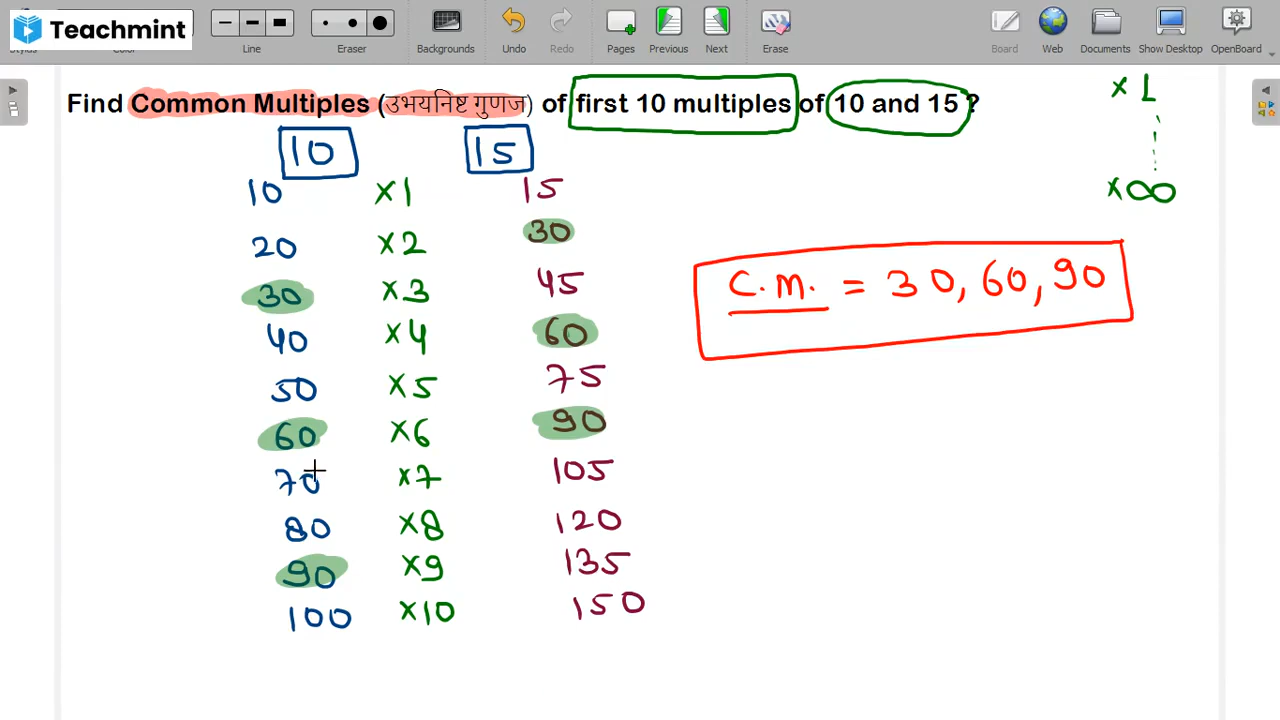 Teachmint
Line
Eraser
Backgrounds
Undo
Redo
Pages
Previous
Next
Erase
Board
Web
Documents
Show Desktop
OpenBoard
Find Common Multiples (उभयनिष्ट गुणज) of first 10 multiples of 10 and 15 ?
× 1
× ∞
10 15
10 ×1 15
20 ×2 30
30 ×3 45
40 ×4 60
50 ×5 75
60 ×6 90
70 ×7 105
80 ×8 120
90 ×9 135
100 ×10 150
C.M. = 30, 60, 90